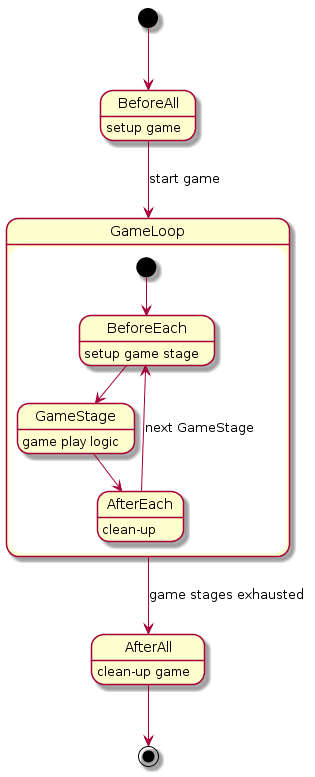 BeforeAll
setup game
start game
GameLoop
BeforeEach
setup game stage
GameStage
game play logic
next GameStage
AfterEach
clean-up
game stages exhausted
AfterAll
clean-up game